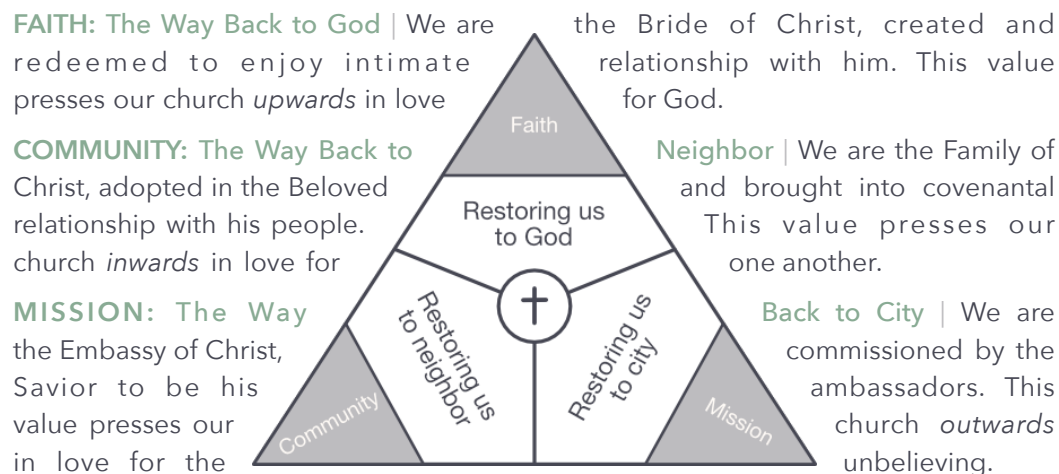 FAITH: The Way Back to God | We are the Bride of Christ, created and
redeemed to enjoy intimate relationship with him. This value
presses our church upwards in love for God.
COMMUNITY: The Way Back to Neighbor | We are the Family of
Christ, adopted in the Beloved and brought into covenantal
relationship with his people. This value presses our
church inwards in love for one another.
MISSION: The Way Back to City | We are
the Embassy of Christ, commissioned by the
Savior to be his ambassadors. This
value presses our church outwards
in love for the unbelieving.
Faith
Restoring us
to God
Restoring us
to neighbor
Restoring us
to city
Community
Mission